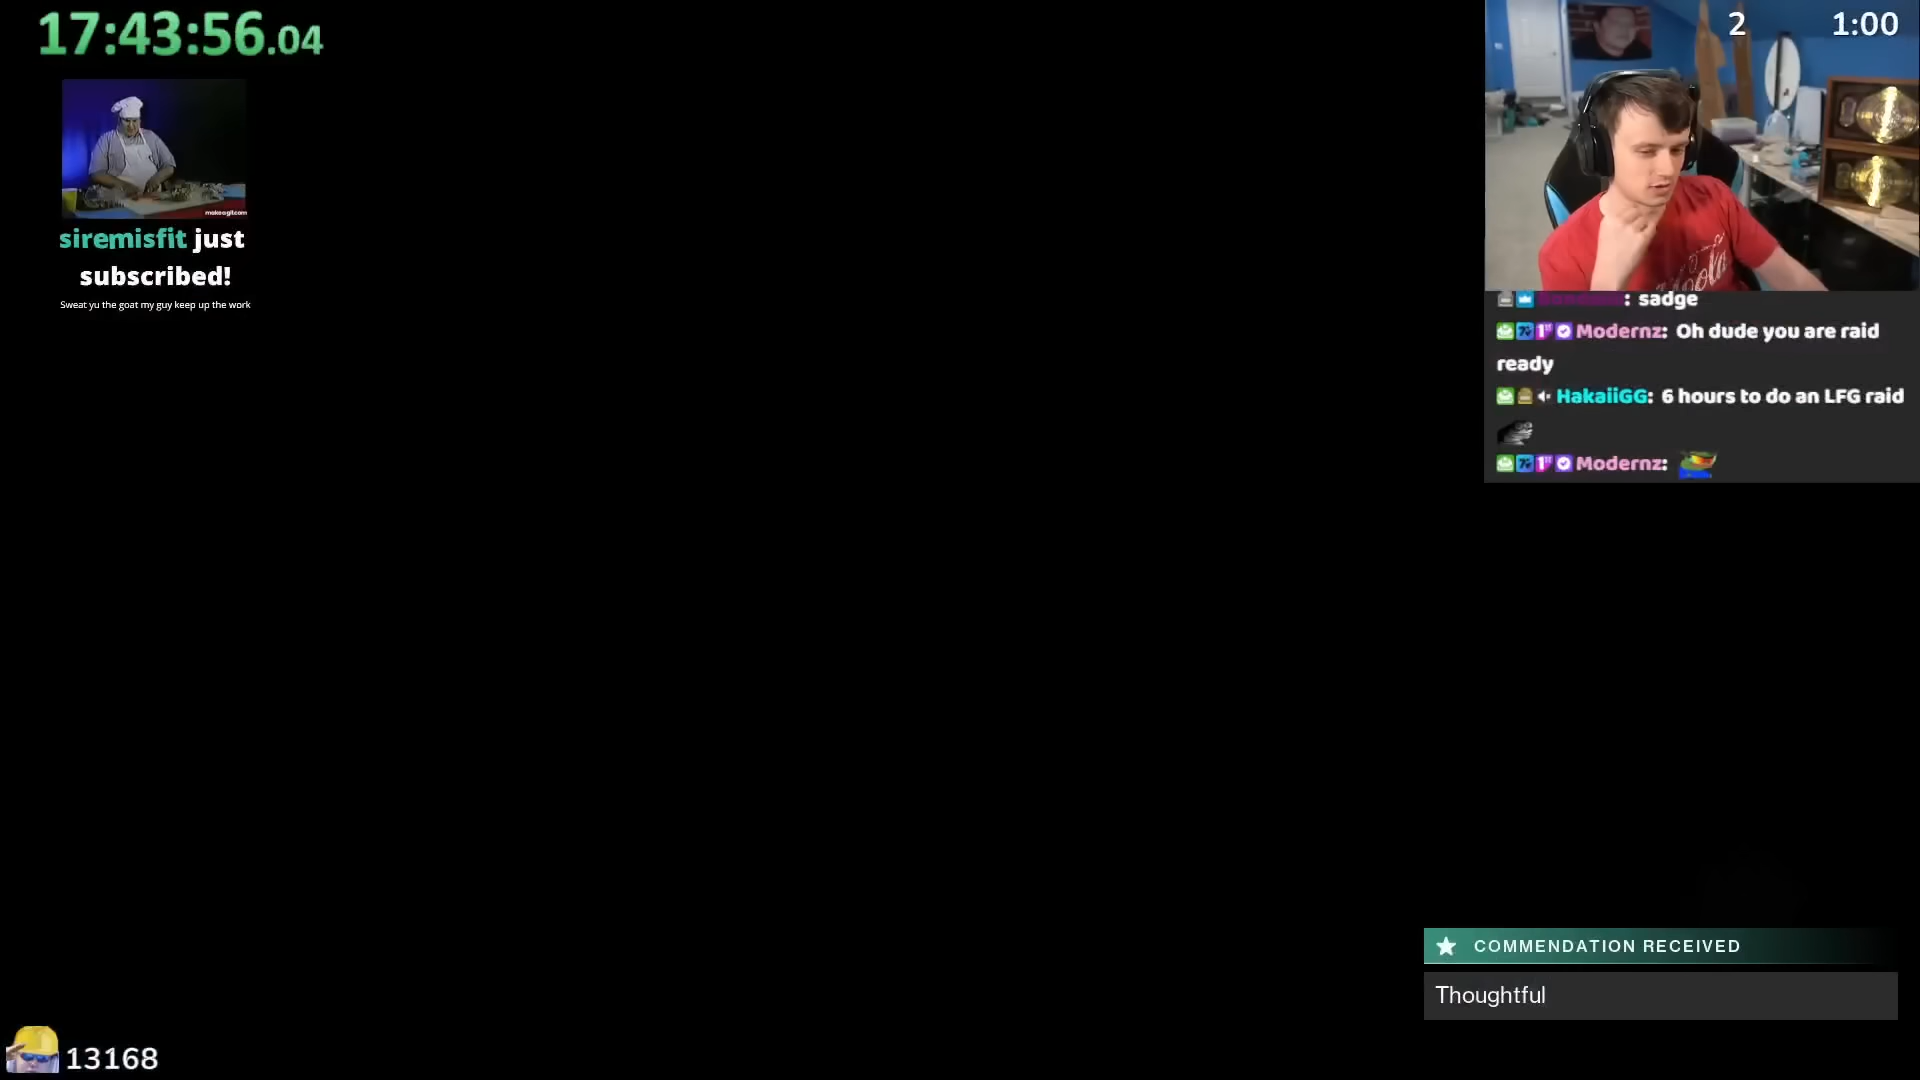 17:43:56.04
2 1:00
siremisfit just
subscribed!
Sweat yu the goat my guy keep up the work
: sadge
Modernz: Oh dude you are raid
ready
HakaiiGG: 6 hours to do an LFG raid
Modernz:
COMMENDATION RECEIVED
Thoughtful
13168